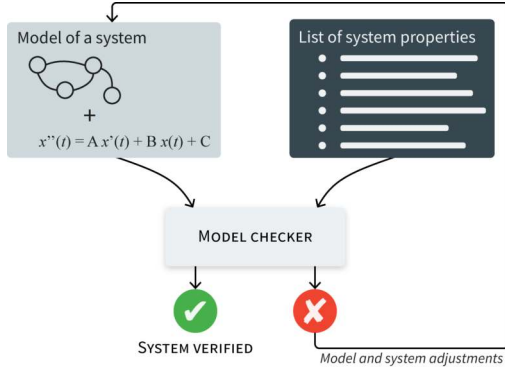 Model of a system
+
x''(t) = A x'(t) + B x(t) + C
List of system properties
MODEL CHECKER
SYSTEM VERIFIED
Model and system adjustments